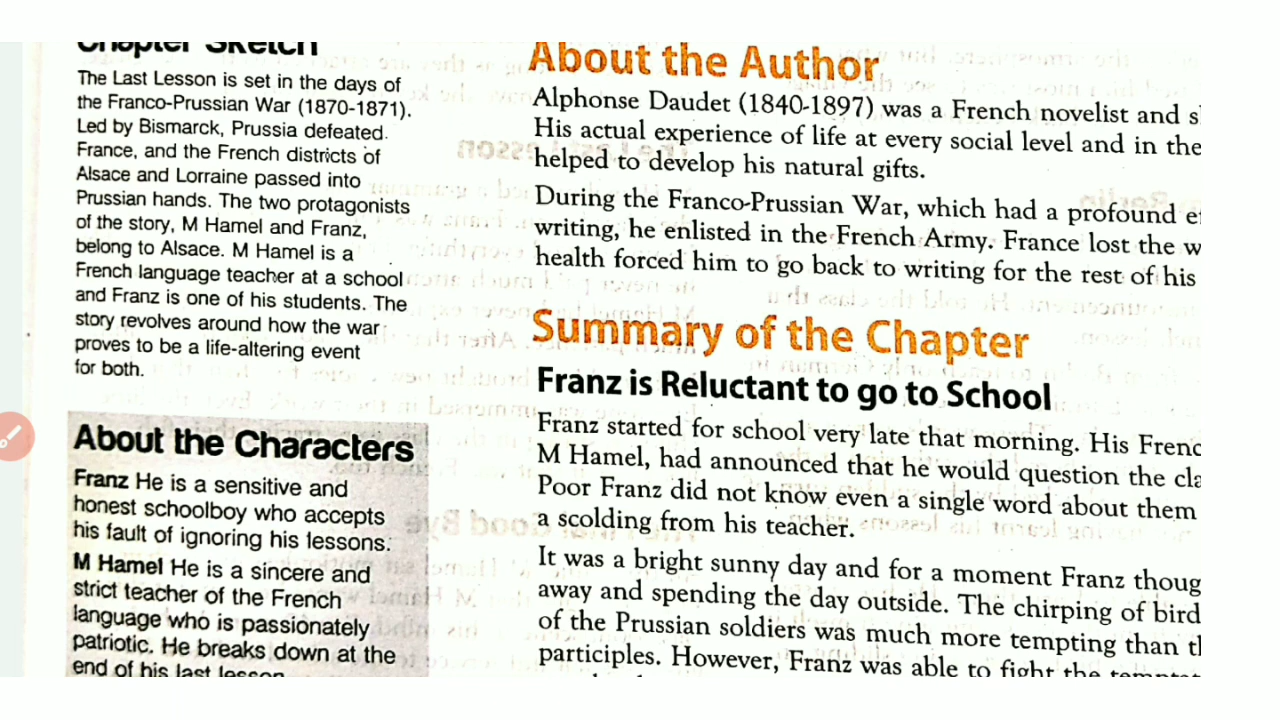 Chapter Sketch
The Last Lesson is set in the days of
the Franco-Prussian War (1870-1871).
Led by Bismarck, Prussia defeated
France, and the French districts of
Alsace and Lorraine passed into
Prussian hands. The two protagonists
of the story, M Hamel and Franz,
belong to Alsace. M Hamel is a
French language teacher at a school
and Franz is one of his students. The
story revolves around how the war
proves to be a life-altering event
for both.
About the Characters
Franz He is a sensitive and
honest schoolboy who accepts
his fault of ignoring his lessons.
M Hamel He is a sincere and
strict teacher of the French
language who is passionately
patriotic. He breaks down at the
end of his last lesson
About the Author
Alphonse Daudet (1840-1897) was a French novelist and s
His actual experience of life at every social level and in the
helped to develop his natural gifts.
During the Franco-Prussian War, which had a profound e
writing, he enlisted in the French Army. France lost the w
health forced him to go back to writing for the rest of his
Summary of the Chapter
Franz is Reluctant to go to School
Franz started for school very late that morning. His Frenc
M Hamel, had announced that he would question the cla
Poor Franz did not know even a single word about them
a scolding from his teacher.
It was a bright sunny day and for a moment Franz thoug
away and spending the day outside. The chirping of bird
of the Prussian soldiers was much more tempting than th
participles. However, Franz was able to fight the temptat